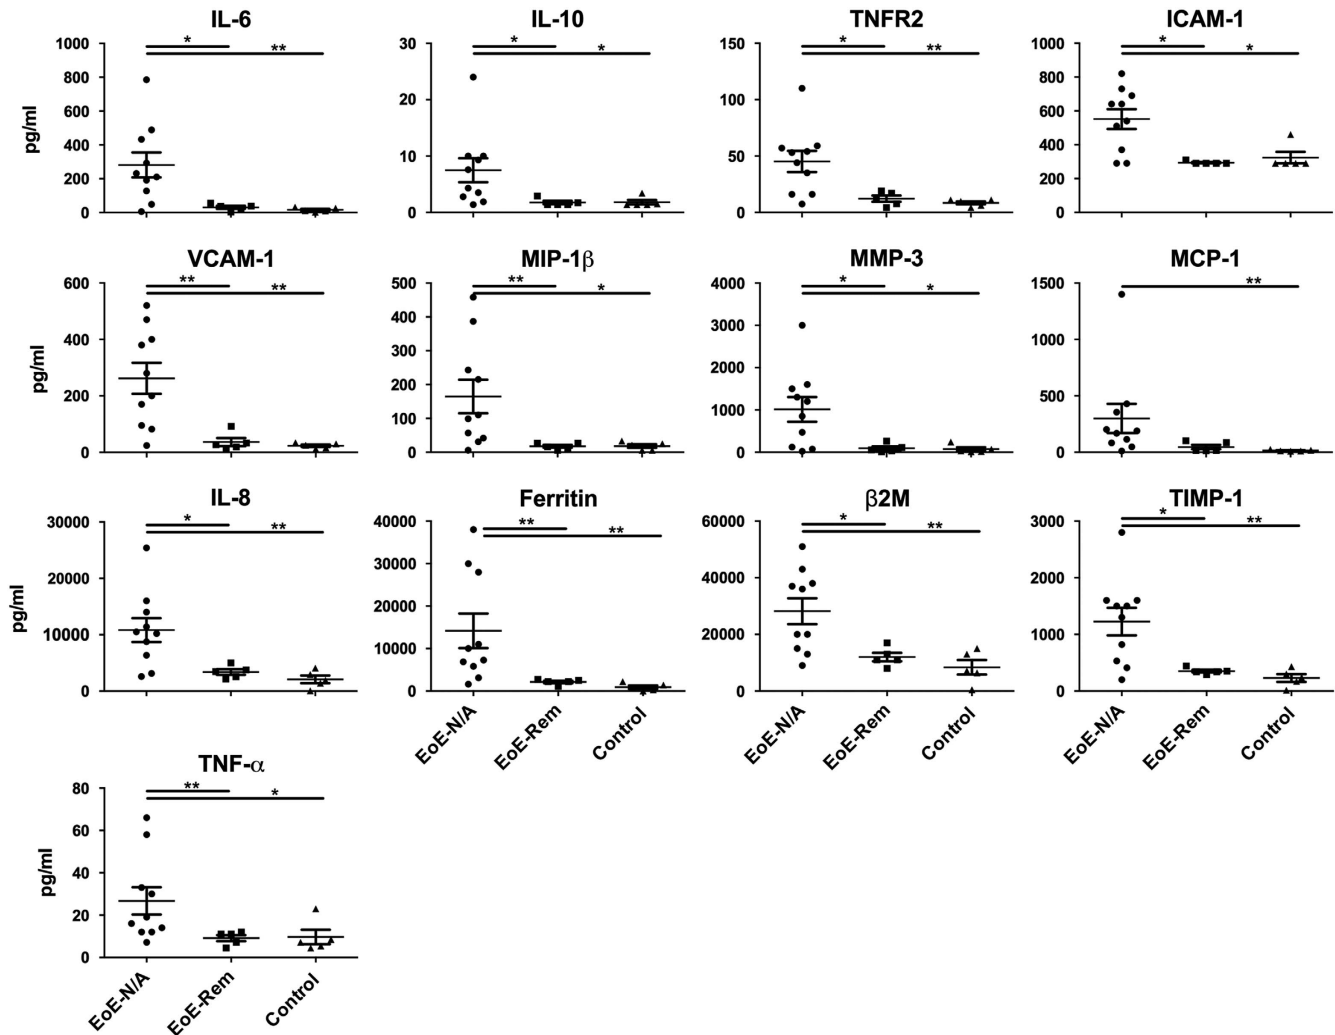 IL-6
IL-10
TNFR2
ICAM-1
pg/ml
1000
800
600
400
200
0
*
**
30
20
10
0
*
*
150
100
50
0
*
**
1000
800
600
400
200
0
*
*
VCAM-1
MIP-1β
MMP-3
MCP-1
pg/ml
600
400
200
0
**
**
500
400
300
200
100
0
**
*
4000
3000
2000
1000
0
*
*
1500
1000
500
0
**
IL-8
Ferritin
β2M
TIMP-1
pg/ml
30000
20000
10000
0
*
**
40000
30000
20000
10000
0
**
**
60000
40000
20000
0
*
**
3000
2000
1000
0
*
**
EoE-N/A
EoE-Rem
Control
EoE-N/A
EoE-Rem
Control
EoE-N/A
EoE-Rem
Control
TNF-α
pg/ml
80
60
40
20
0
**
*
EoE-N/A
EoE-Rem
Control